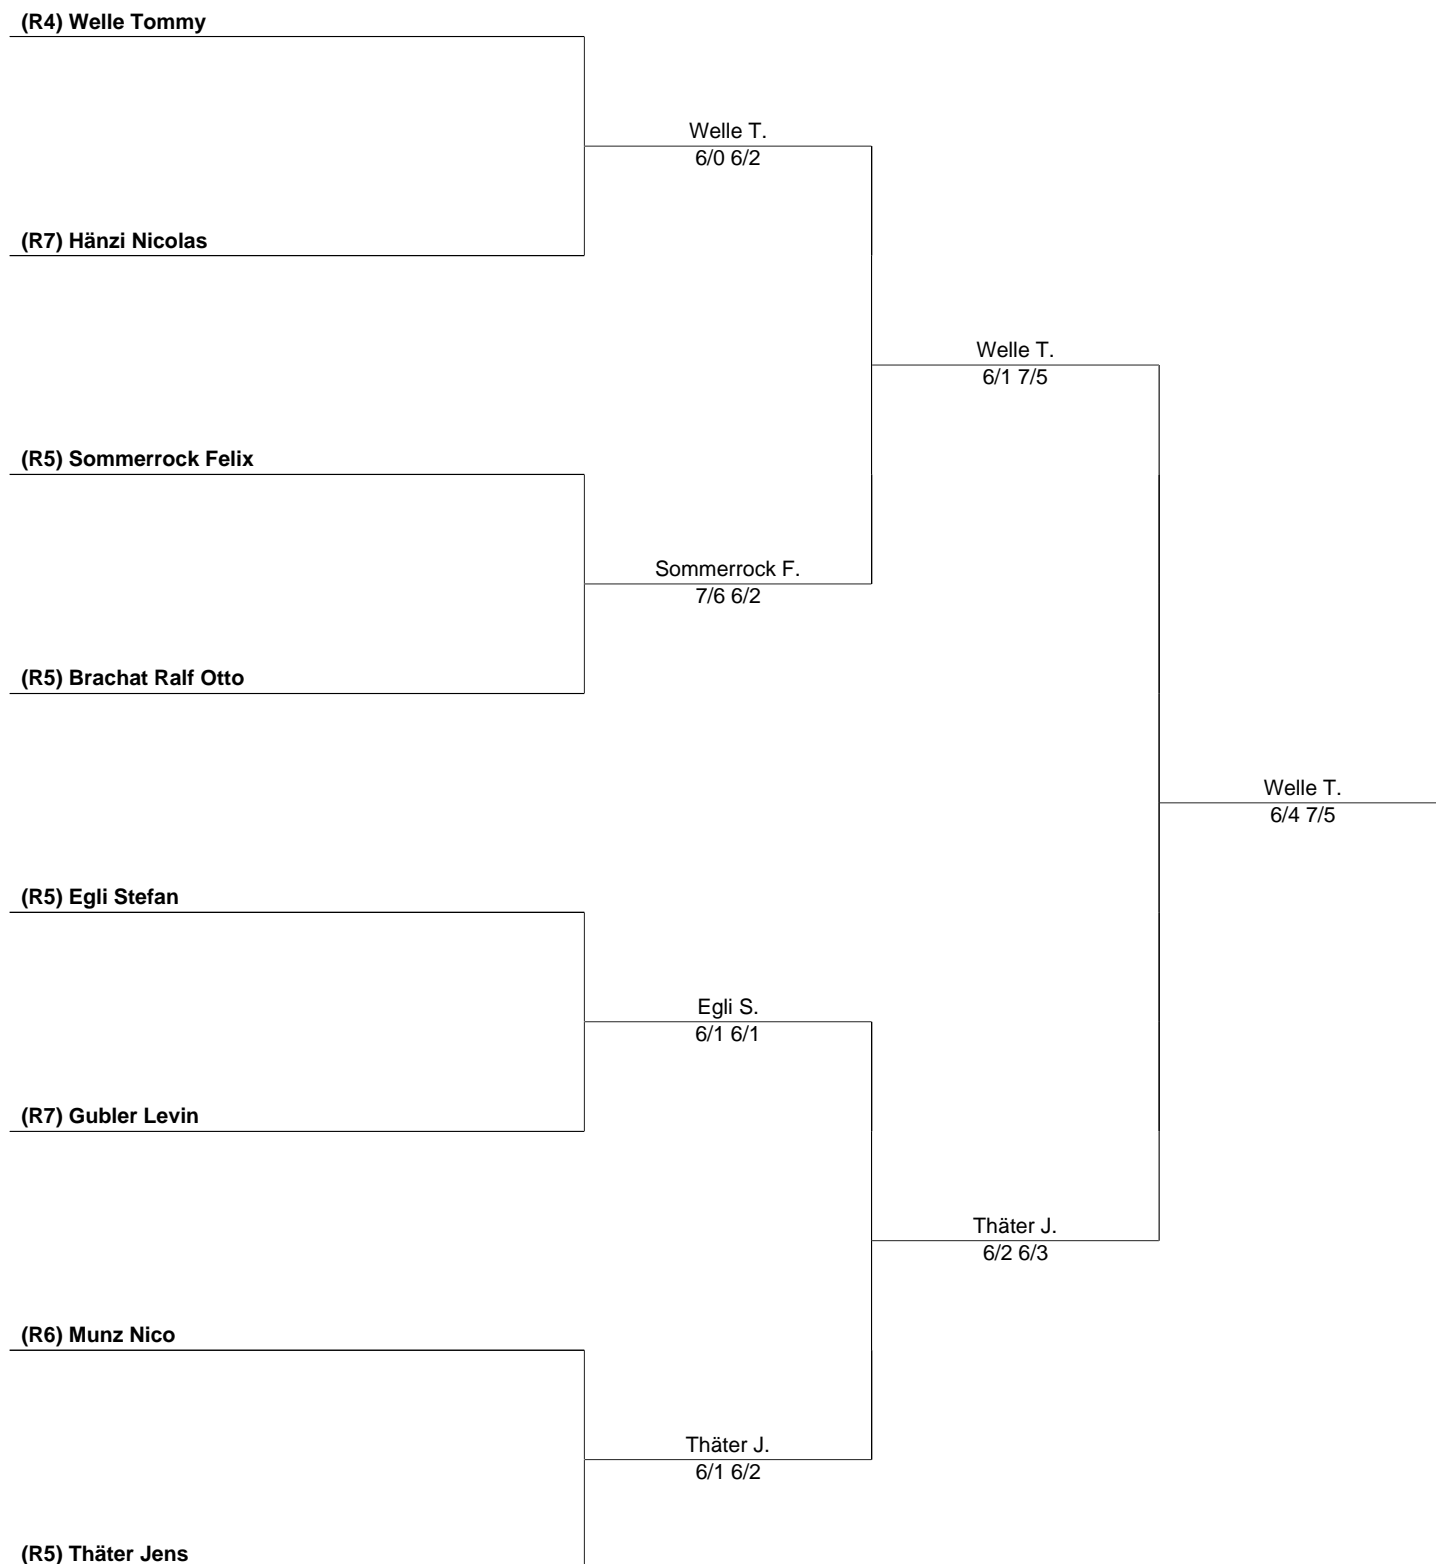 (R4) Welle Tommy
Welle T.
6/0 6/2
(R7) Hänzi Nicolas
Welle T.
6/1 7/5
(R5) Sommerrock Felix
Sommerrock F.
7/6 6/2
(R5) Brachat Ralf Otto
Welle T.
6/4 7/5
(R5) Egli Stefan
Egli S.
6/1 6/1
(R7) Gubler Levin
Thäter J.
6/2 6/3
(R6) Munz Nico
Thäter J.
6/1 6/2
(R5) Thäter Jens